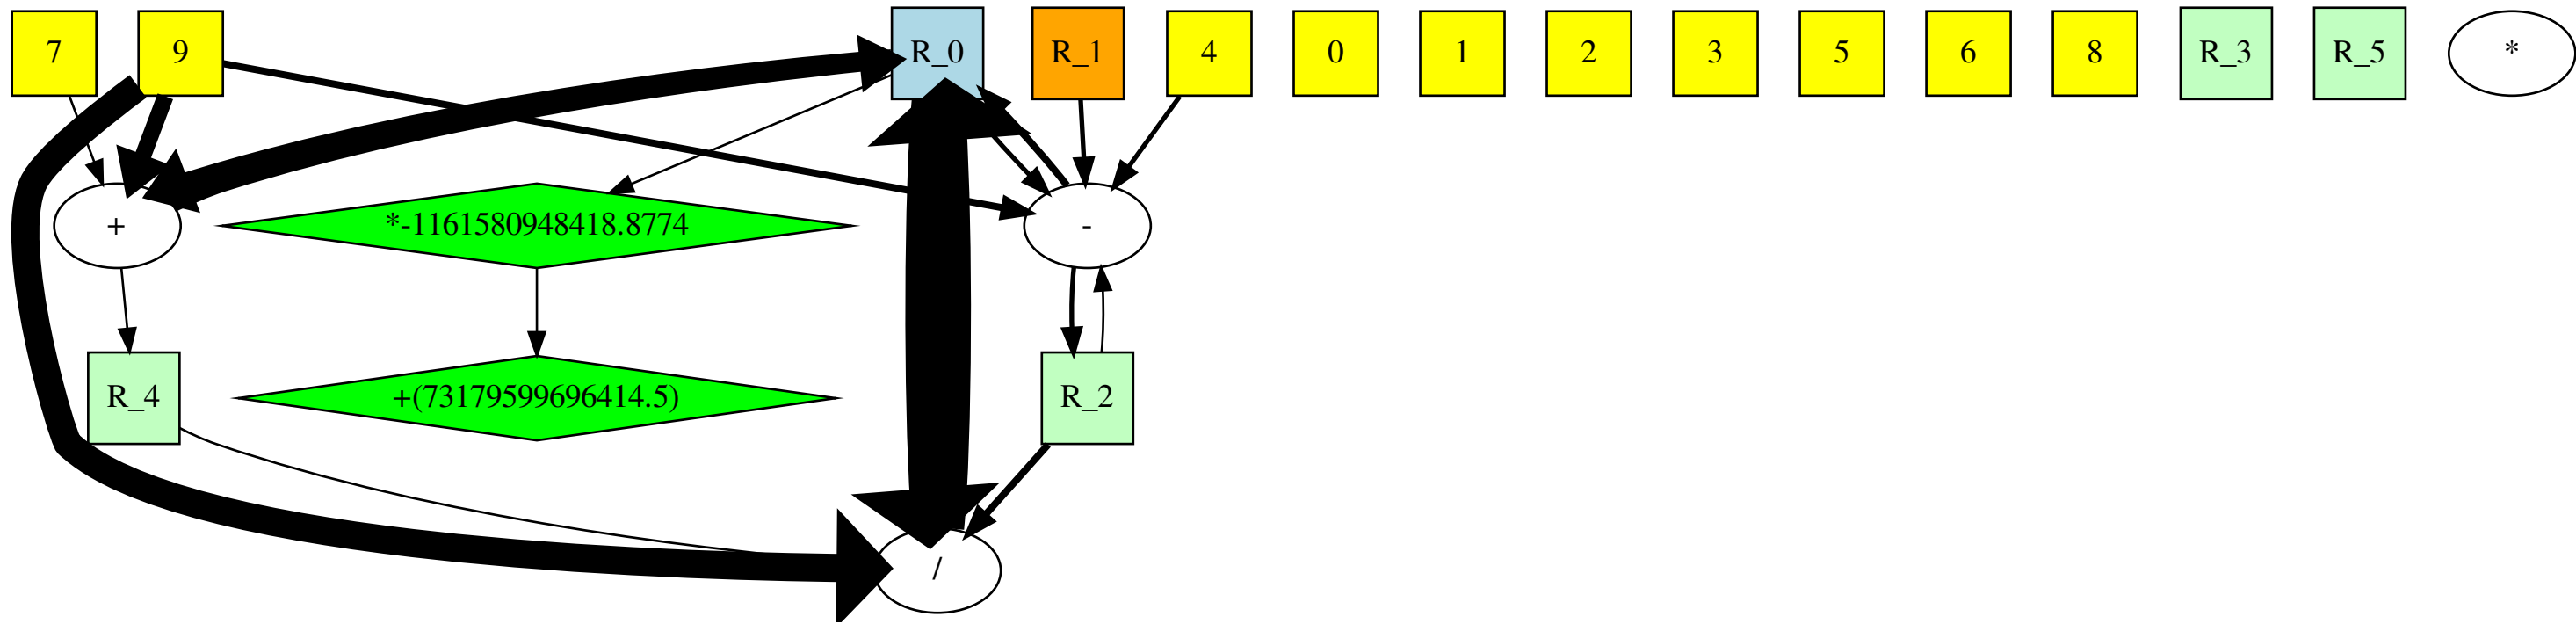 7 9 R_0 R_1 4 0 1 2 3 5 6 8 R_3 R_5 *
+ *-1161580948418.8774 -
R_4 +(73179599696414.5) R_2
/